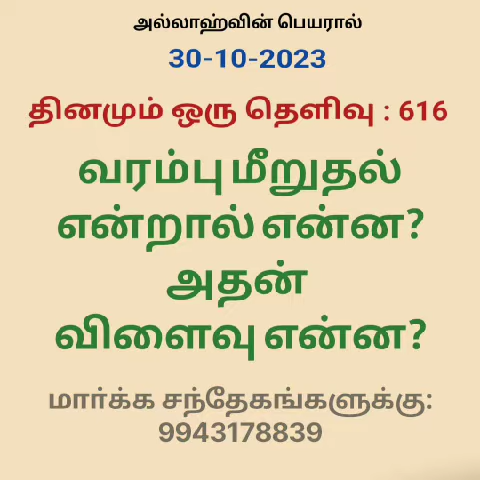 அல்லாஹ்வின் பெயரால்
30-10-2023
தினமும் ஒரு தெளிவு : 616
வரம்பு மீறுதல்
என்றால் என்ன?
அதன்
விளைவு என்ன?
மார்க்க சந்தேகங்களுக்கு:
9943178839